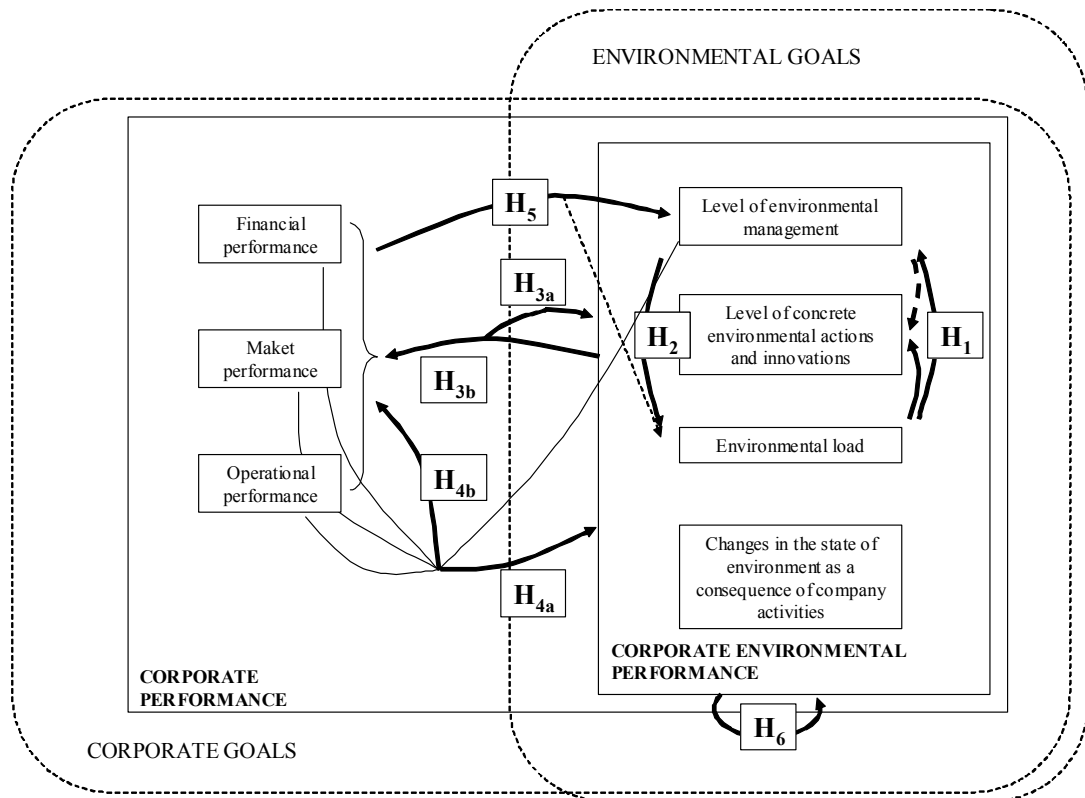 ENVIRONMENTAL GOALS
H5
Financial
performance
Level of environmental
management
H3a
Maket
performance
H3b
H2
Level of concrete
environmental actions
and innovations
H1
Operational
performance
H4b
Environmental load
H4a
Changes in the state of
environment as a
consequence of company
activities
CORPORATE ENVIRONMENTAL
PERFORMANCE
CORPORATE
PERFORMANCE
H6
CORPORATE GOALS